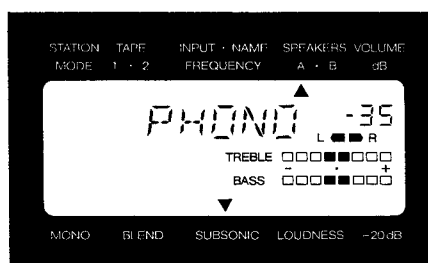 STATION TAPE INPUT · NAME SPEAKERS VOLUME
MODE 1 · 2 FREQUENCY A · B dB
PHONO -35
L R
TREBLE
- · +
BASS
MONO BLEND SUBSONIC LOUDNESS -20dB